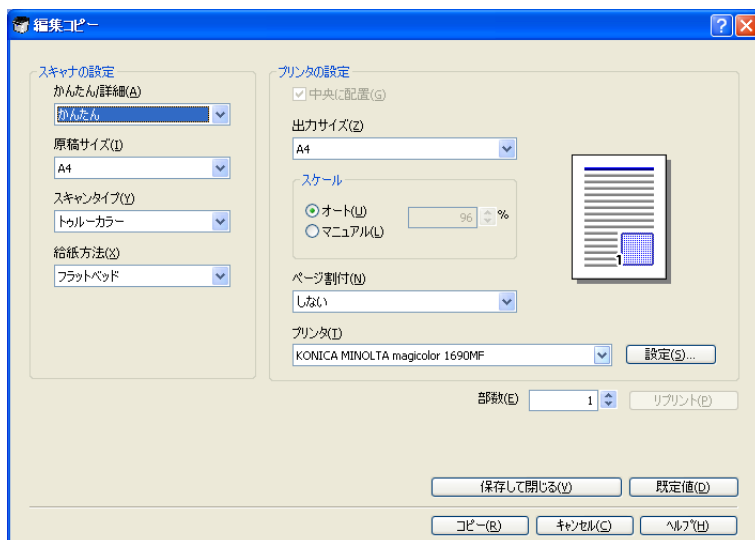 編集コピー
スキャナの設定
かんたん/詳細(A)
かんたん
原稿サイズ(I)
A4
スキャンタイプ(Y)
トゥルーカラー
給紙方法(X)
フラットベッド
プリンタの設定
中央に配置(G)
出力サイズ(Z)
A4
スケール
オート(U)
96 %
マニュアル(L)
1
ページ割付(N)
しない
プリンタ(T)
KONICA MINOLTA magicolor 1690MF
設定(S)...
部数(E) 1 リプリント(P)
保存して閉じる(V) 既定値(D)
コピー(R) キャンセル(C) ヘルプ(H)